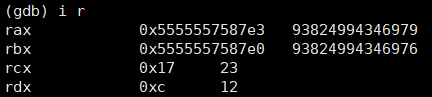 (gdb) i r
rax 0x5555557587e3 93824994346979
rbx 0x5555557587e0 93824994346976
rcx 0x17 23
rdx 0xc 12